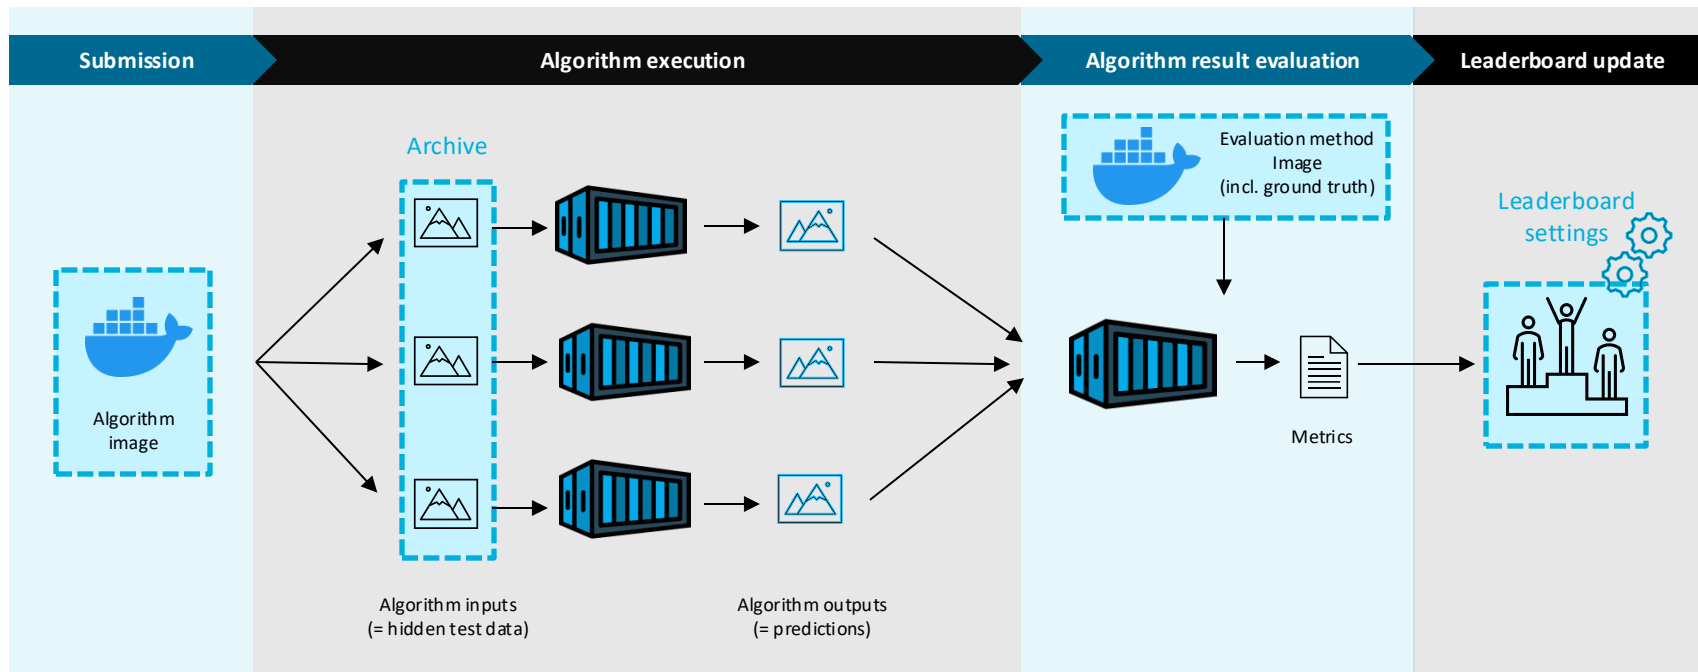 Submission
Algorithm execution
Algorithm result evaluation
Leaderboard update
Archive
Evaluation method
Image
(incl. ground truth)
Leaderboard
settings
Algorithm
image
Metrics
Algorithm inputs
(= hidden test data)
Algorithm outputs
(= predictions)